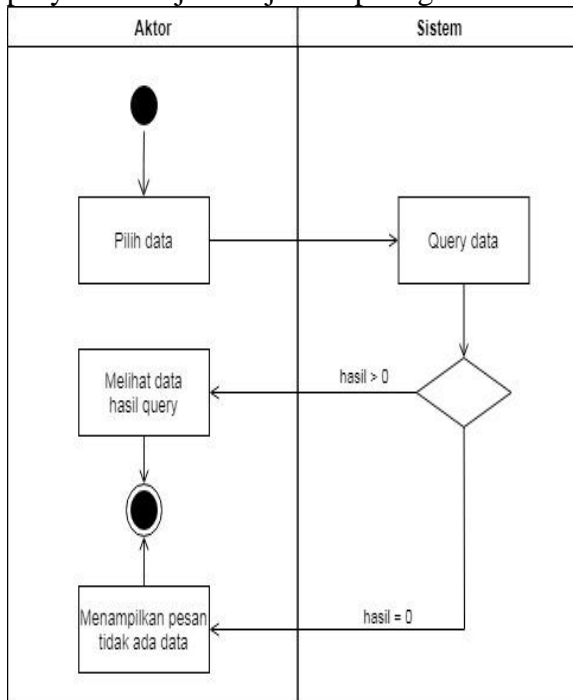 Aktor
Sistem
Pilih data
Query data
Melihat data
hasil query
hasil > 0
Menampilkan pesan
tidak ada data
hasil = 0